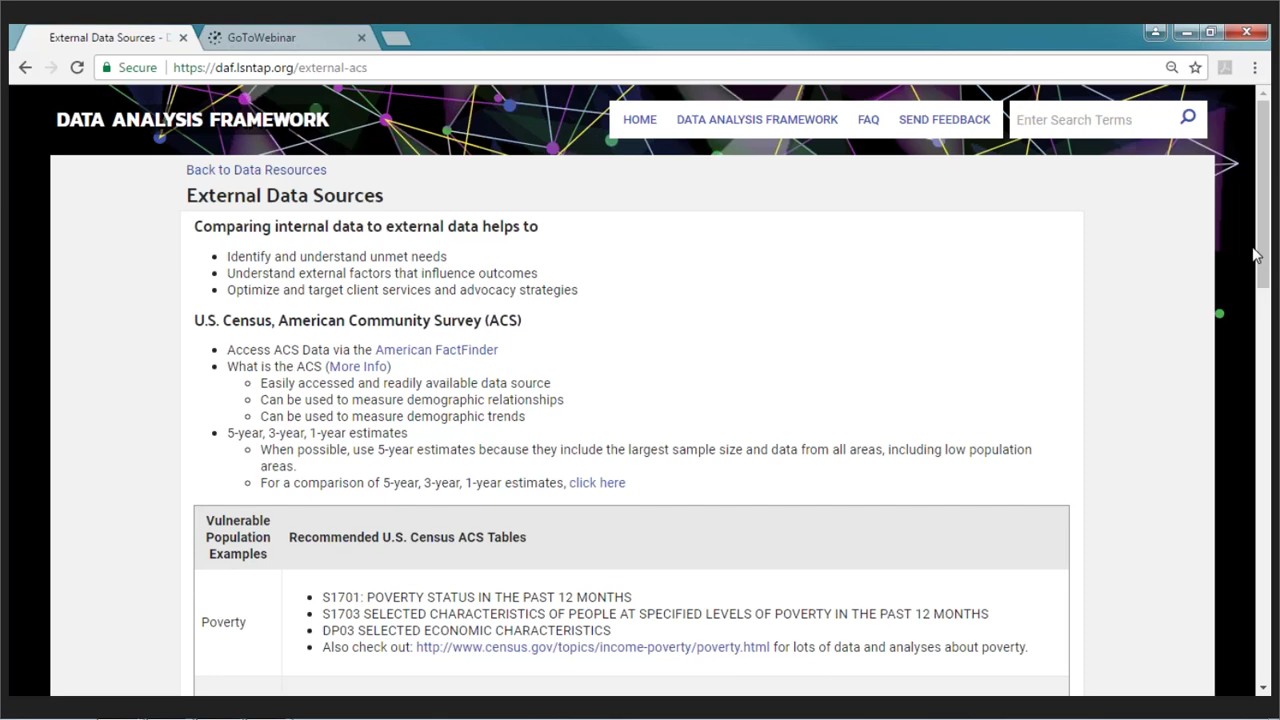 External Data Sources - D
GoToWebinar
Secure https://daf.lsntap.org/external-acs
DATA ANALYSIS FRAMEWORK
HOME DATA ANALYSIS FRAMEWORK FAQ SEND FEEDBACK Enter Search Terms
Back to Data Resources
External Data Sources
Comparing internal data to external data helps to
Identify and understand unmet needs
Understand external factors that influence outcomes
Optimize and target client services and advocacy strategies
U.S. Census, American Community Survey (ACS)
Access ACS Data via the American FactFinder
What is the ACS (More Info)
Easily accessed and readily available data source
Can be used to measure demographic relationships
Can be used to measure demographic trends
5-year, 3-year, 1-year estimates
When possible, use 5-year estimates because they include the largest sample size and data from all areas, including low population
areas.
For a comparison of 5-year, 3-year, 1-year estimates, click here
Vulnerable
Population
Examples
Recommended U.S. Census ACS Tables
Poverty
S1701: POVERTY STATUS IN THE PAST 12 MONTHS
S1703 SELECTED CHARACTERISTICS OF PEOPLE AT SPECIFIED LEVELS OF POVERTY IN THE PAST 12 MONTHS
DP03 SELECTED ECONOMIC CHARACTERISTICS
Also check out: http://www.census.gov/topics/income-poverty/poverty.html for lots of data and analyses about poverty.